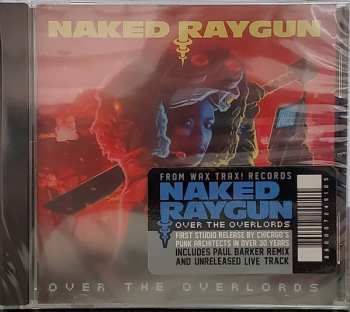 NAKED RAYGUN
FROM WAX TRAX! RECORDS
NAKED
RAYGUN
OVER THE OVERLORDS
FIRST STUDIO RELEASE BY CHICAGO'S
PUNK ARCHITECTS IN OVER 30 YEARS
INCLUDES PAUL BARKER REMIX
AND UNRELEASED LIVE TRACK
OVER THE OVERLORDS